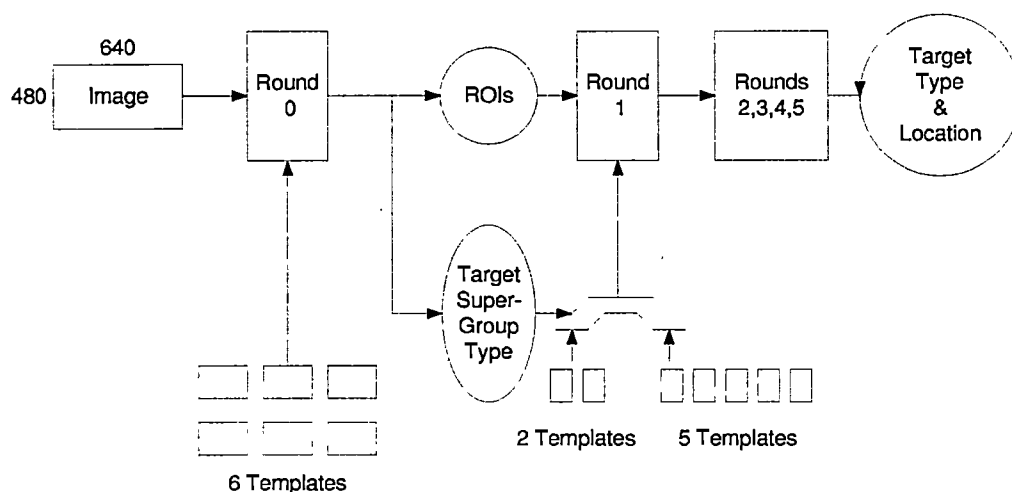 640
480
Image
Round
0
ROIs
Round
1
Rounds
2,3,4,5
Target
Type
&
Location
Target
Super-
Group
Type
2 Templates
5 Templates
6 Templates